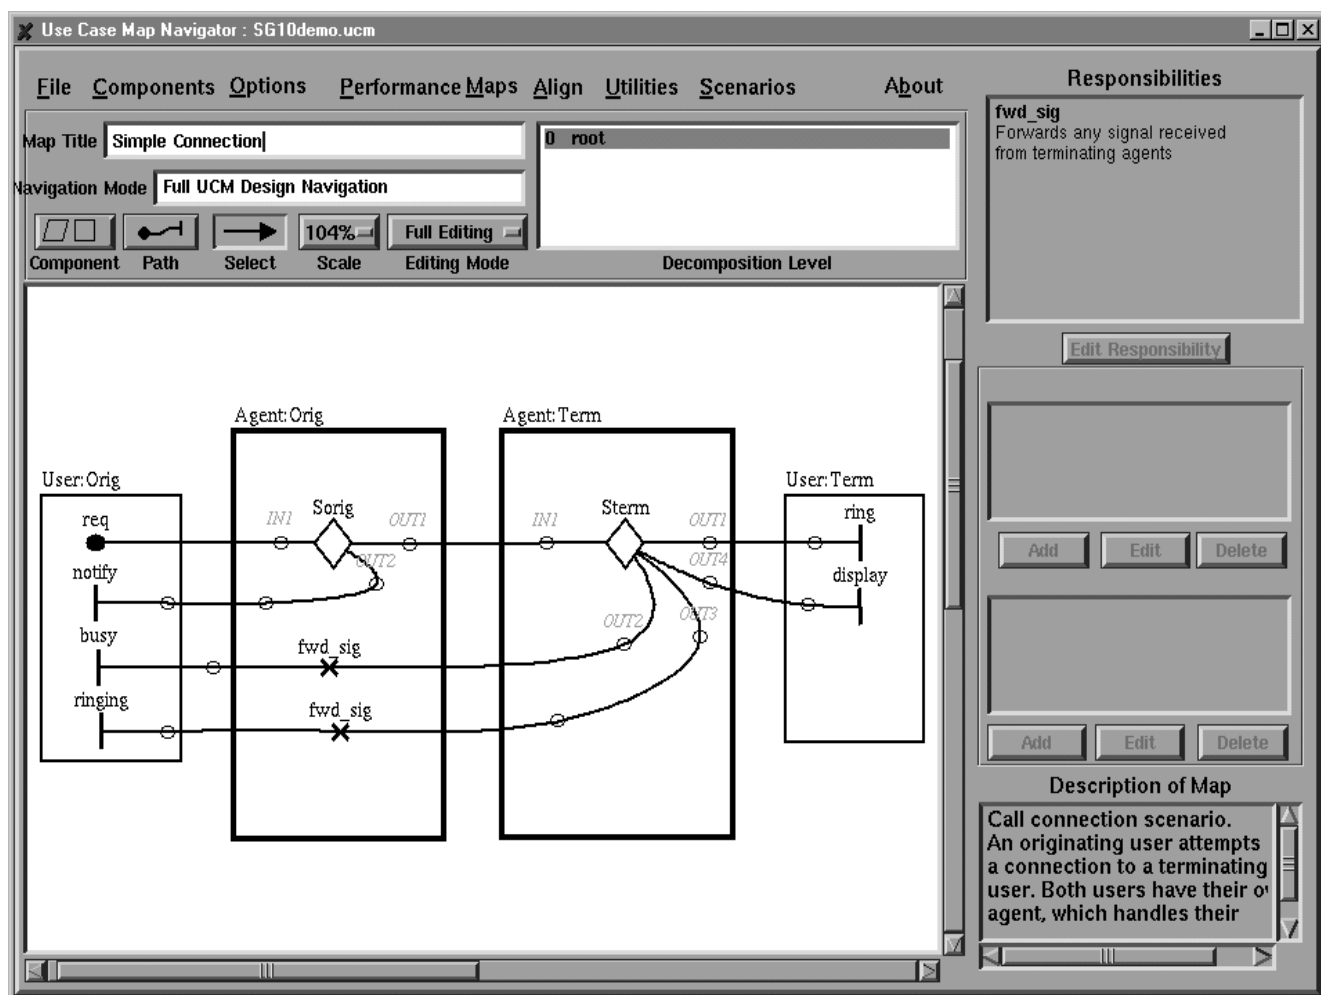 Use Case Map Navigator : SG10demo.ucm
File Components Options Performance Maps Align Utilities Scenarios About
Map Title Simple Connection
Navigation Mode Full UCM Design Navigation
104% Full Editing
Component Path Select Scale Editing Mode
0 root
Decomposition Level
Responsibilities
fwd_sig
Forwards any signal received
from terminating agents
Edit Responsibility
Add Edit Delete
Add Edit Delete
Description of Map
Call connection scenario.
An originating user attempts
a connection to a terminating
user. Both users have their
agent, which handles their
Agent:Orig
Agent:Term
User:Orig
User:Term
req
IN1
Sorig
OUT1
IN1
Sterm
OUT1
ring
notify
OUT2
OUT4
display
busy
fwd_sig
OUT2
OUT3
ringing
fwd_sig